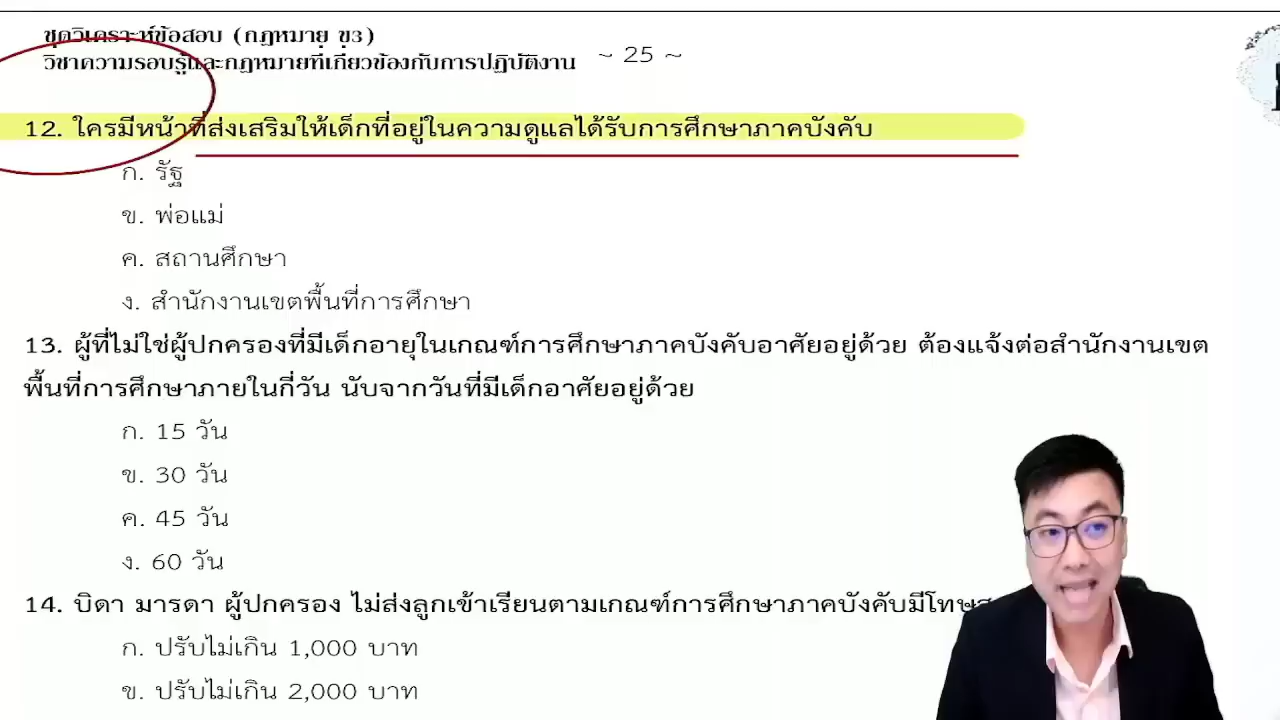 ชุดวิเคราะห์ข้อสอบ (กฎหมาย ข3)
วิชาความรอบรู้และกฎหมายที่เกี่ยวข้องกับการปฏิบัติงาน ~ 25 ~
12. ใครมีหน้าที่ส่งเสริมให้เด็กที่อยู่ในความดูแลได้รับการศึกษาภาคบังคับ
ก. รัฐ
ข. พ่อแม่
ค. สถานศึกษา
ง. สำนักงานเขตพื้นที่การศึกษา
13. ผู้ที่ไม่ใช่ผู้ปกครองที่มีเด็กอายุในเกณฑ์การศึกษาภาคบังคับอาศัยอยู่ด้วย ต้องแจ้งต่อสำนักงานเขต
พื้นที่การศึกษาภายในกี่วัน นับจากวันที่มีเด็กอาศัยอยู่ด้วย
ก. 15 วัน
ข. 30 วัน
ค. 45 วัน
ง. 60 วัน
14. บิดา มารดา ผู้ปกครอง ไม่ส่งลูกเข้าเรียนตามเกณฑ์การศึกษาภาคบังคับมีโทษ
ก. ปรับไม่เกิน 1,000 บาท
ข. ปรับไม่เกิน 2,000 บาท